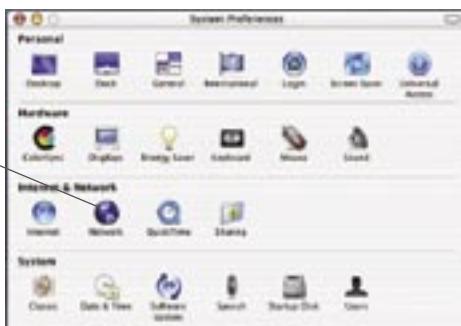 System Preferences
Personal
Desktop Dock General International Login Screen Saver Universal Access
Hardware
ColorSync Displays Energy Saver Keyboard Mouse Sound
Internet & Network
Internet Network QuickTime Sharing
System
Classic Date & Time Software Update Speech Startup Disk Users